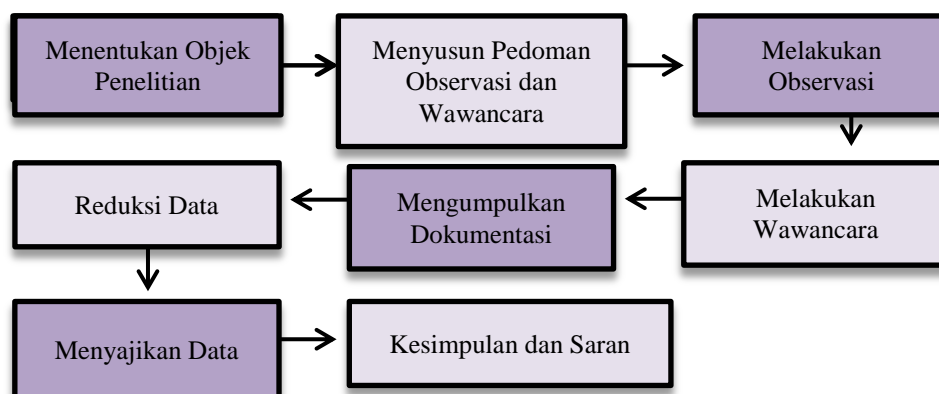 Menentukan Objek
Penelitian
Menyusun Pedoman
Observasi dan
Wawancara
Melakukan
Observasi
Melakukan
Wawancara
Mengumpulkan
Dokumentasi
Reduksi Data
Menyajikan Data
Kesimpulan dan Saran